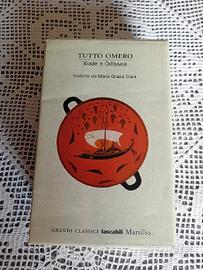 TUTTO OMERO
Iliade e Odissea
tradotte da Maria Grazia Ciani
GRANDI CLASSICI tascabili Marsilio